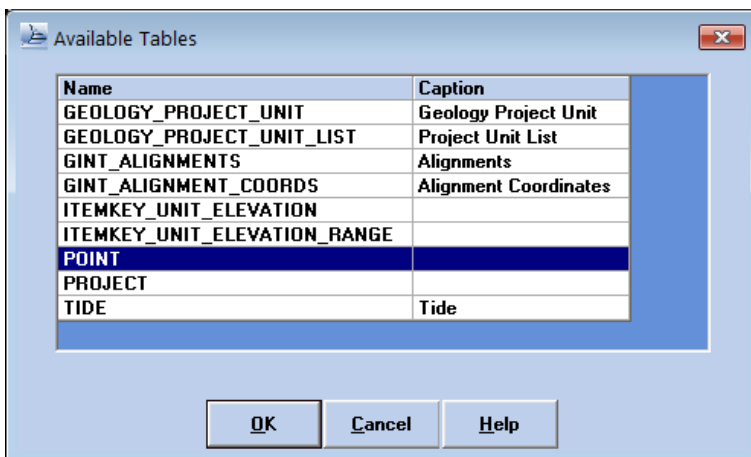 Available Tables
Name Caption
GEOLOGY_PROJECT_UNIT Geology Project Unit
GEOLOGY_PROJECT_UNIT_LIST Project Unit List
GINT_ALIGNMENTS Alignments
GINT_ALIGNMENT_COORDS Alignment Coordinates
ITEMKEY_UNIT_ELEVATION
ITEMKEY_UNIT_ELEVATION_RANGE
POINT
PROJECT
TIDE Tide
OK Cancel Help